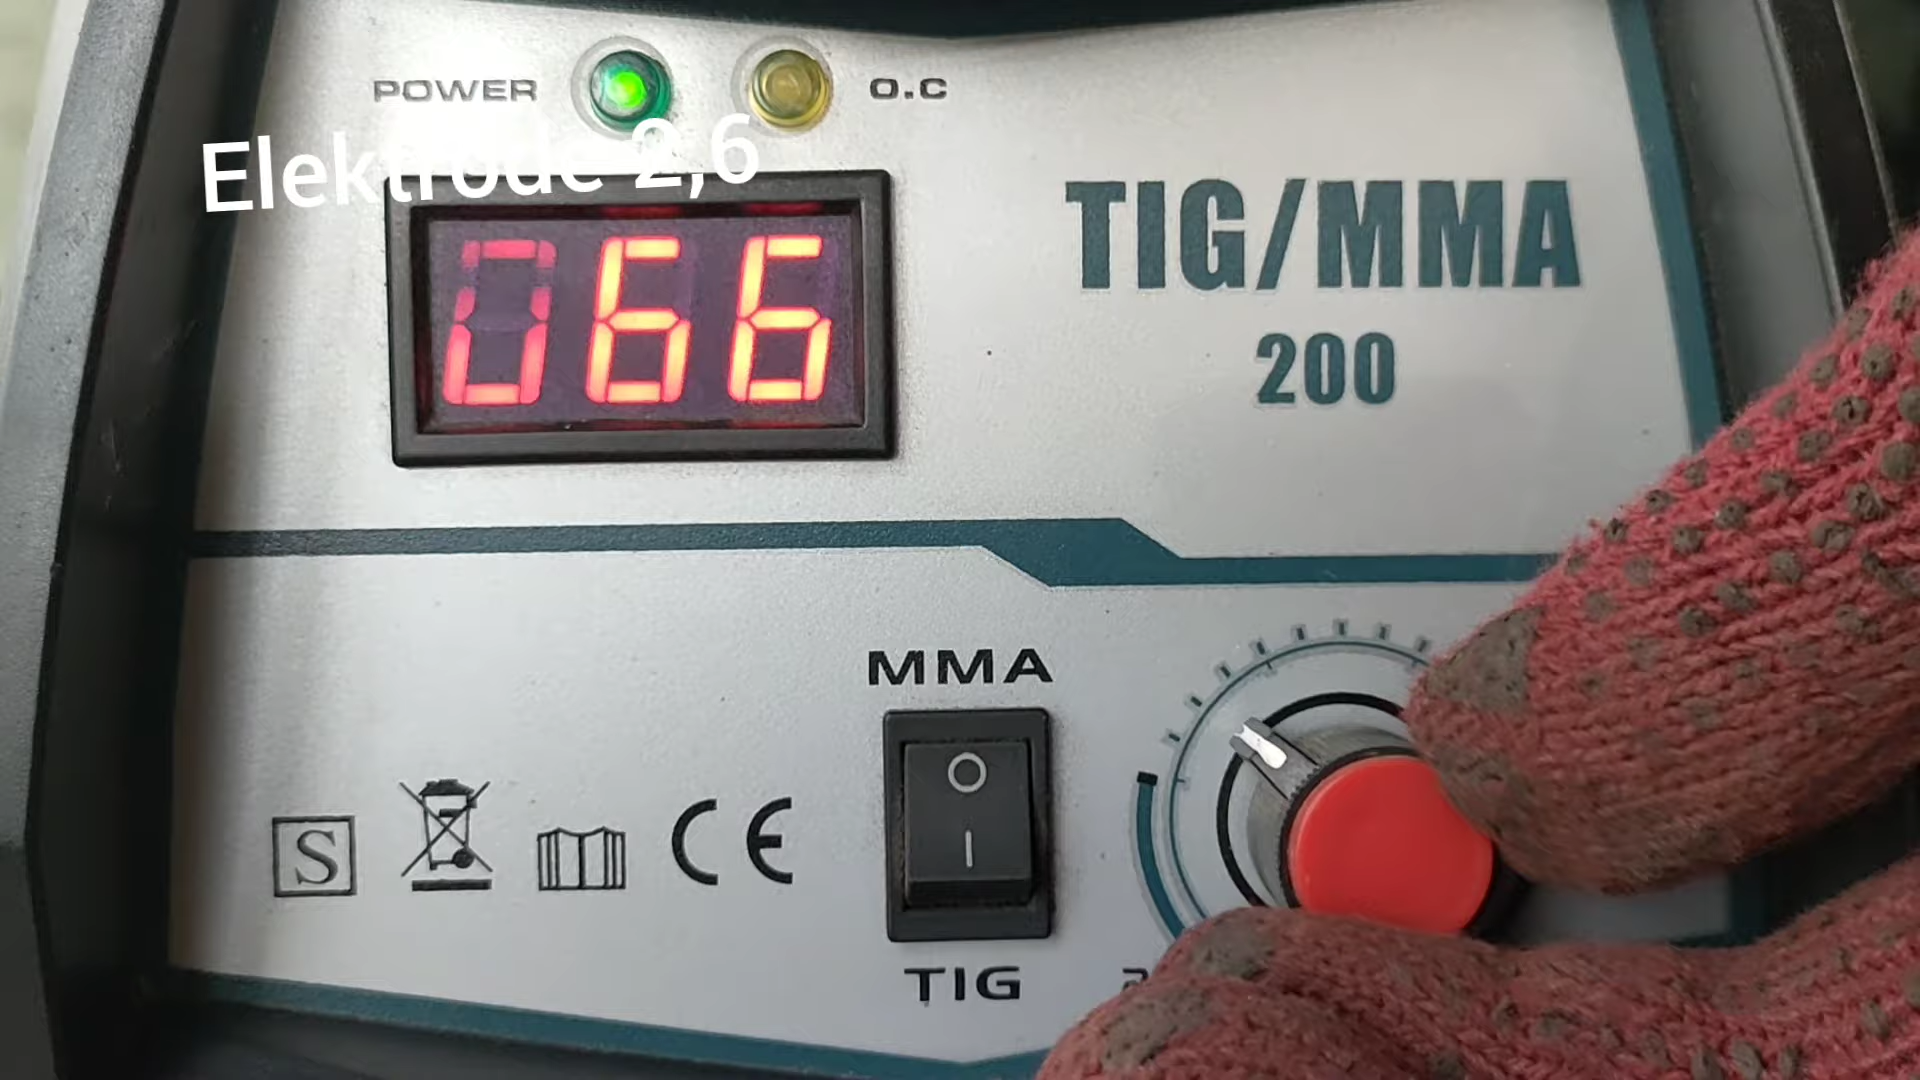 POWER
O.C
Elektrode 2,6
066
TIG/MMA
200
MMA
O
I
S
CE
TIG